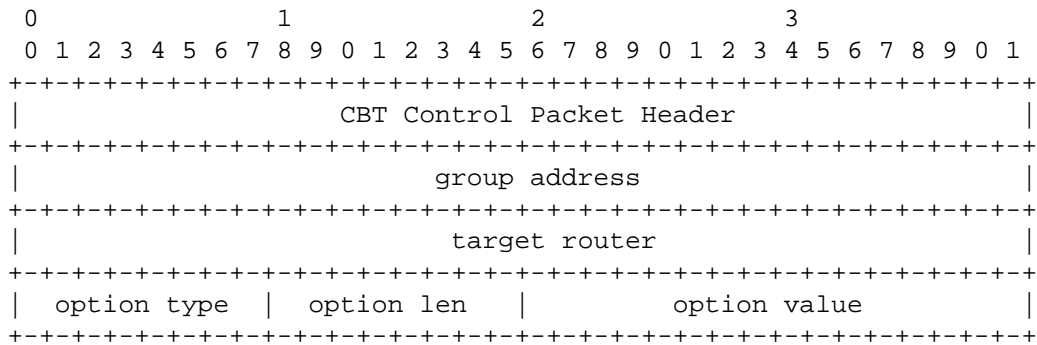 0                   1                   2                   3
 0 1 2 3 4 5 6 7 8 9 0 1 2 3 4 5 6 7 8 9 0 1 2 3 4 5 6 7 8 9 0 1
+-+-+-+-+-+-+-+-+-+-+-+-+-+-+-+-+-+-+-+-+-+-+-+-+-+-+-+-+-+-+-+-+
|                    CBT Control Packet Header                  |
+-+-+-+-+-+-+-+-+-+-+-+-+-+-+-+-+-+-+-+-+-+-+-+-+-+-+-+-+-+-+-+-+
|                          group address                        |
+-+-+-+-+-+-+-+-+-+-+-+-+-+-+-+-+-+-+-+-+-+-+-+-+-+-+-+-+-+-+-+-+
|                           target router                       |
+-+-+-+-+-+-+-+-+-+-+-+-+-+-+-+-+-+-+-+-+-+-+-+-+-+-+-+-+-+-+-+-+
|  option type  |  option len   |         option value          |
+-+-+-+-+-+-+-+-+-+-+-+-+-+-+-+-+-+-+-+-+-+-+-+-+-+-+-+-+-+-+-+-+